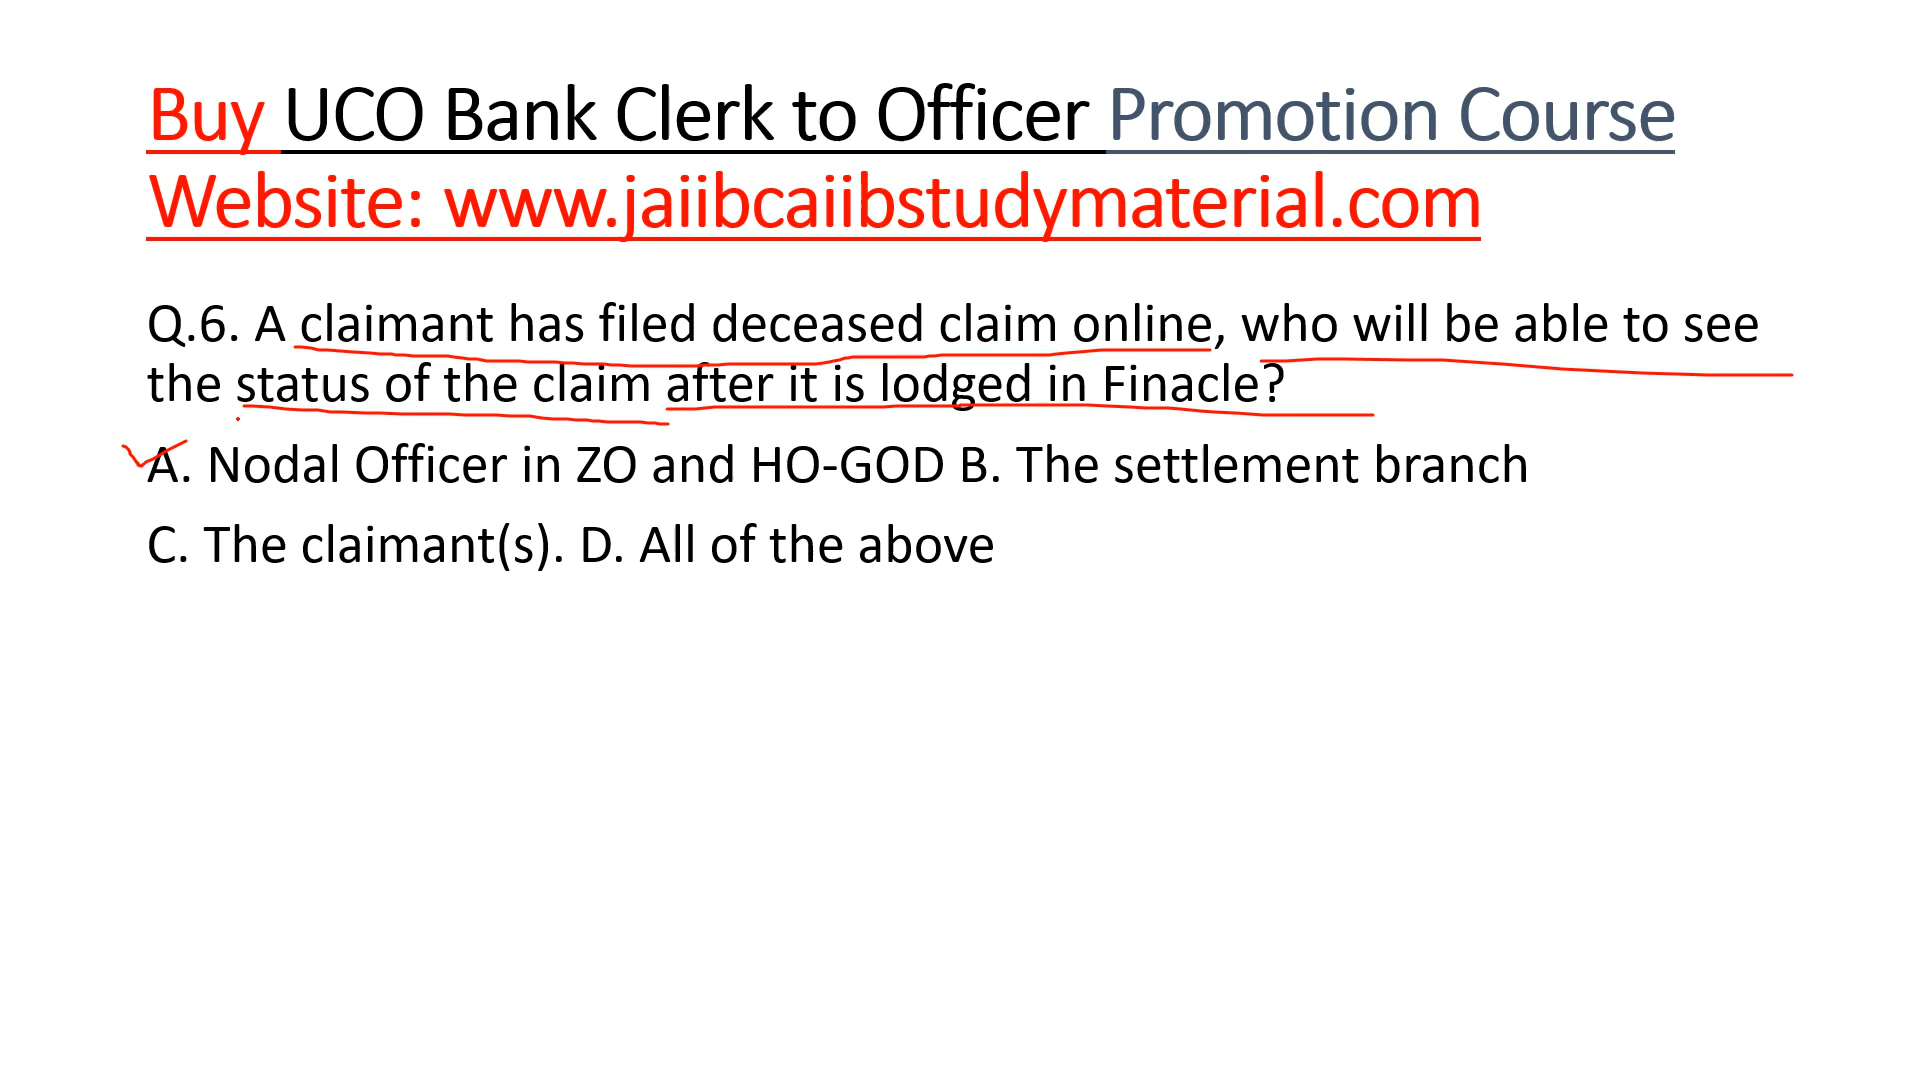 Buy UCO Bank Clerk to Officer Promotion Course
Website: www.jaiibcaiibstudymaterial.com
Q.6. A claimant has filed deceased claim online, who will be able to see
the status of the claim after it is lodged in Finacle?
A. Nodal Officer in ZO and HO-GOD B. The settlement branch
C. The claimant(s). D. All of the above